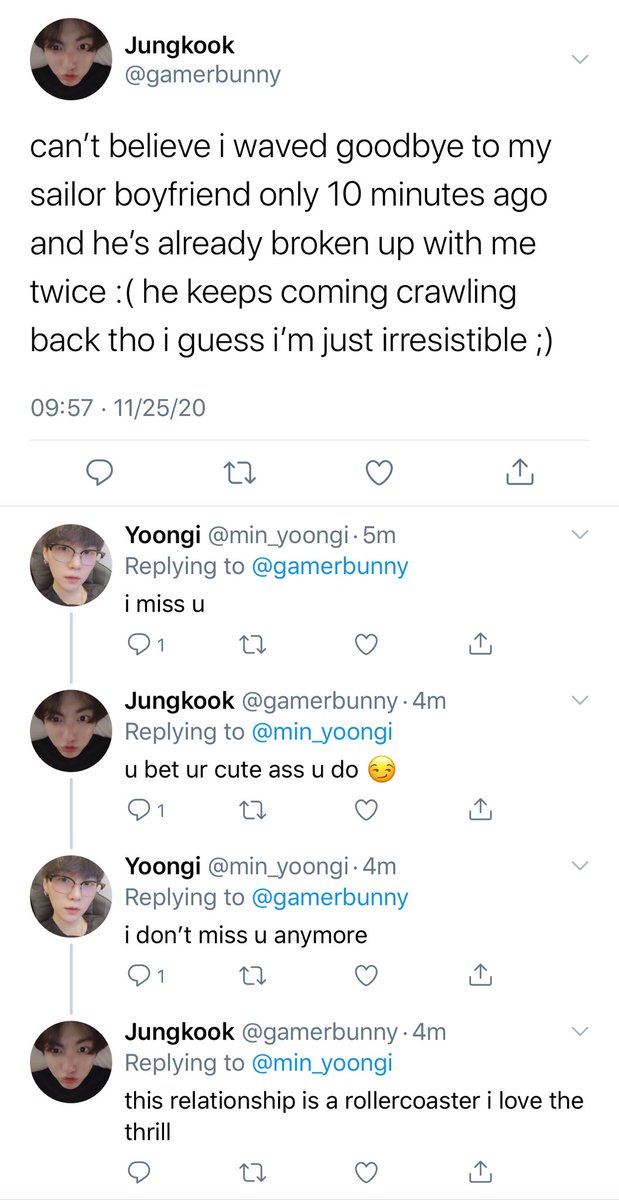 Jungkook
@gamerbunny
can’t believe i waved goodbye to my
sailor boyfriend only 10 minutes ago
and he’s already broken up with me
twice :( he keeps coming crawling
back tho i guess i’m just irresistible ;)
09:57 · 11/25/20
Yoongi @min_yoongi · 5m
Replying to @gamerbunny
i miss u
1
Jungkook @gamerbunny · 4m
Replying to @min_yoongi
u bet ur cute ass u do 😏
1
Yoongi @min_yoongi · 4m
Replying to @gamerbunny
i don’t miss u anymore
1
Jungkook @gamerbunny · 4m
Replying to @min_yoongi
this relationship is a rollercoaster i love the
thrill